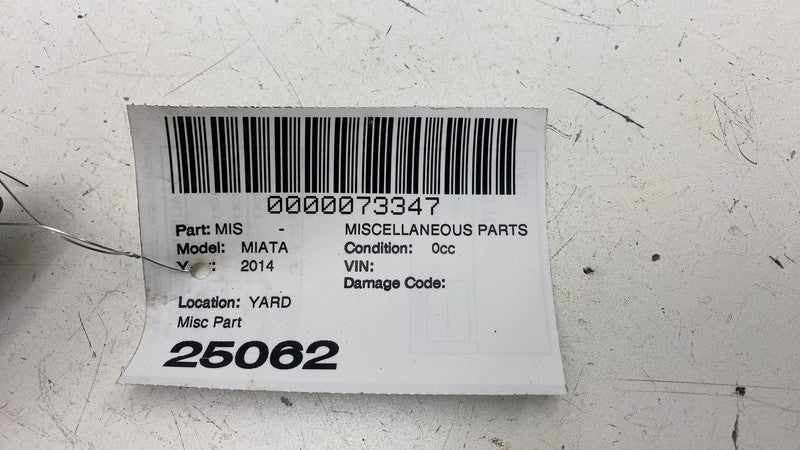 0000073347
Part: MIS - MISCELLANEOUS PARTS
Model: MIATA Condition: 0cc
2014 VIN:
Damage Code:
Location: YARD
Misc Part
25062